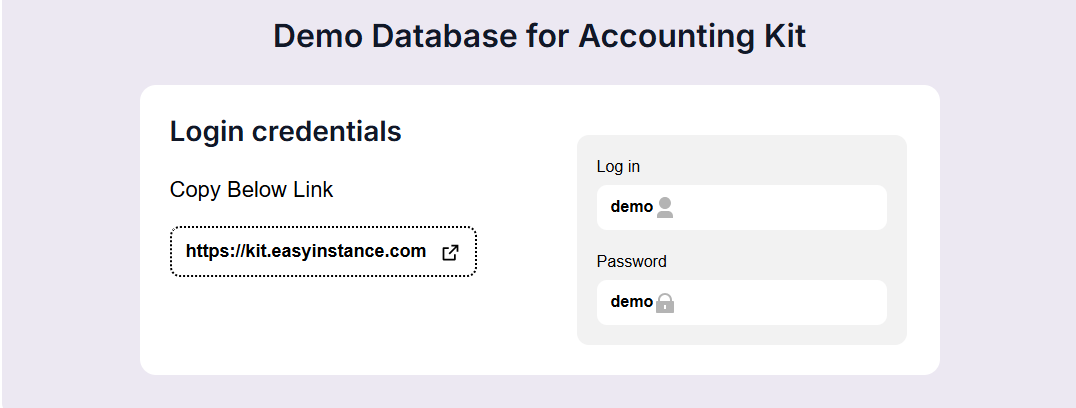 Demo Database for Accounting Kit
Login credentials
Copy Below Link
https://kit.easyinstance.com
Log in
demo
Password
demo